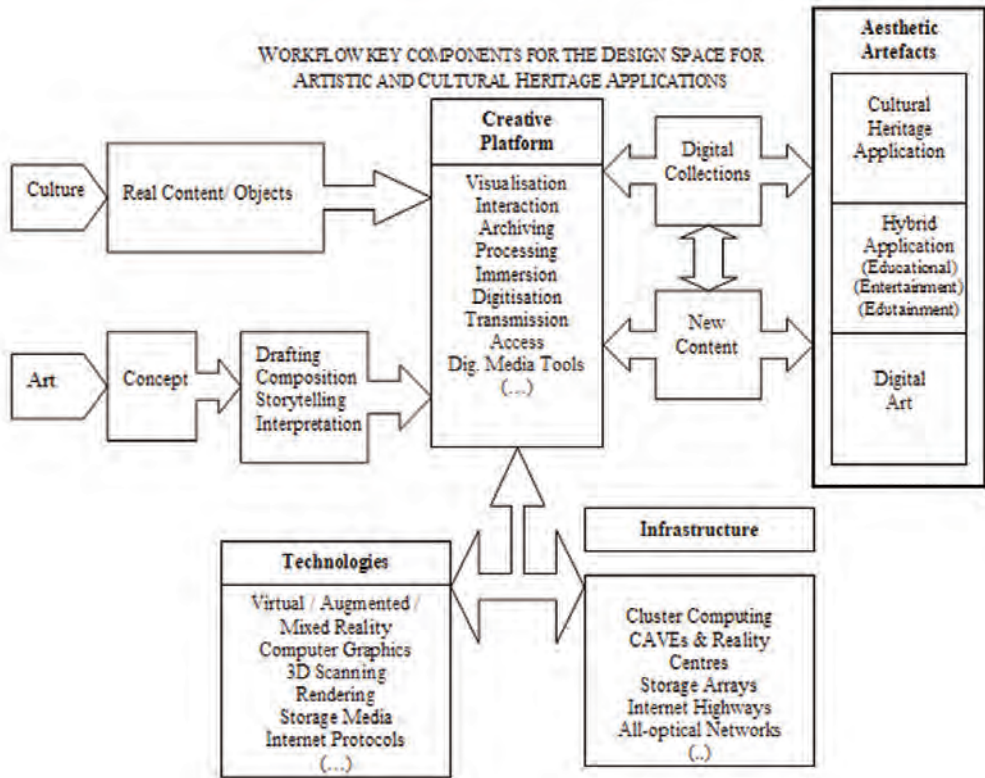 WORKFLOW KEY COMPONENTS FOR THE DESIGN SPACE FOR
ARTISTIC AND CULTURAL HERITAGE APPLICATIONS
Culture
Real Content/ Objects
Art
Concept
Drafting
Composition
Storytelling
Interpretation
Creative
Platform
Visualisation
Interaction
Archiving
Processing
Immersion
Digitisation
Transmission
Access
Dig. Media Tools
(…)
Digital
Collections
New
Content
Aesthetic
Artefacts
Cultural
Heritage
Application
Hybrid
Application
(Educational)
(Entertainment)
(Edutainment)
Digital
Art
Technologies
Virtual / Augmented /
Mixed Reality
Computer Graphics
3D Scanning
Rendering
Storage Media
Internet Protocols
(…)
Infrastructure
Cluster Computing
CAVEs & Reality
Centres
Storage Arrays
Internet Highways
All-optical Networks
(..)